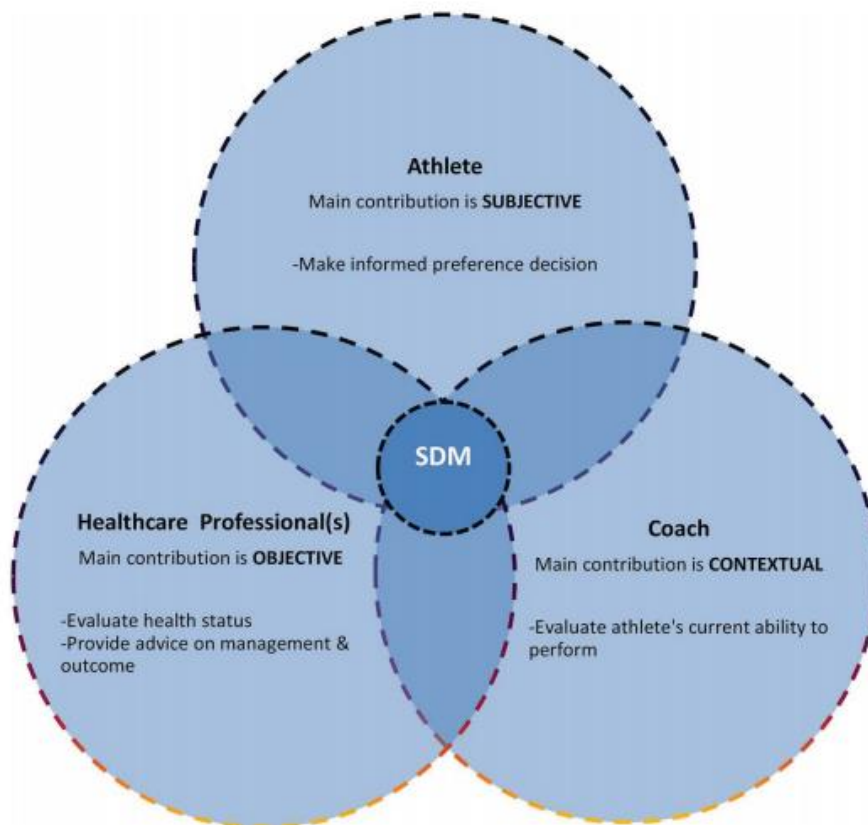 Athlete
Main contribution is SUBJECTIVE
-Make informed preference decision
SDM
Healthcare Professional(s)
Main contribution is OBJECTIVE
-Evaluate health status
-Provide advice on management &
outcome
Coach
Main contribution is CONTEXTUAL
-Evaluate athlete's current ability to
perform